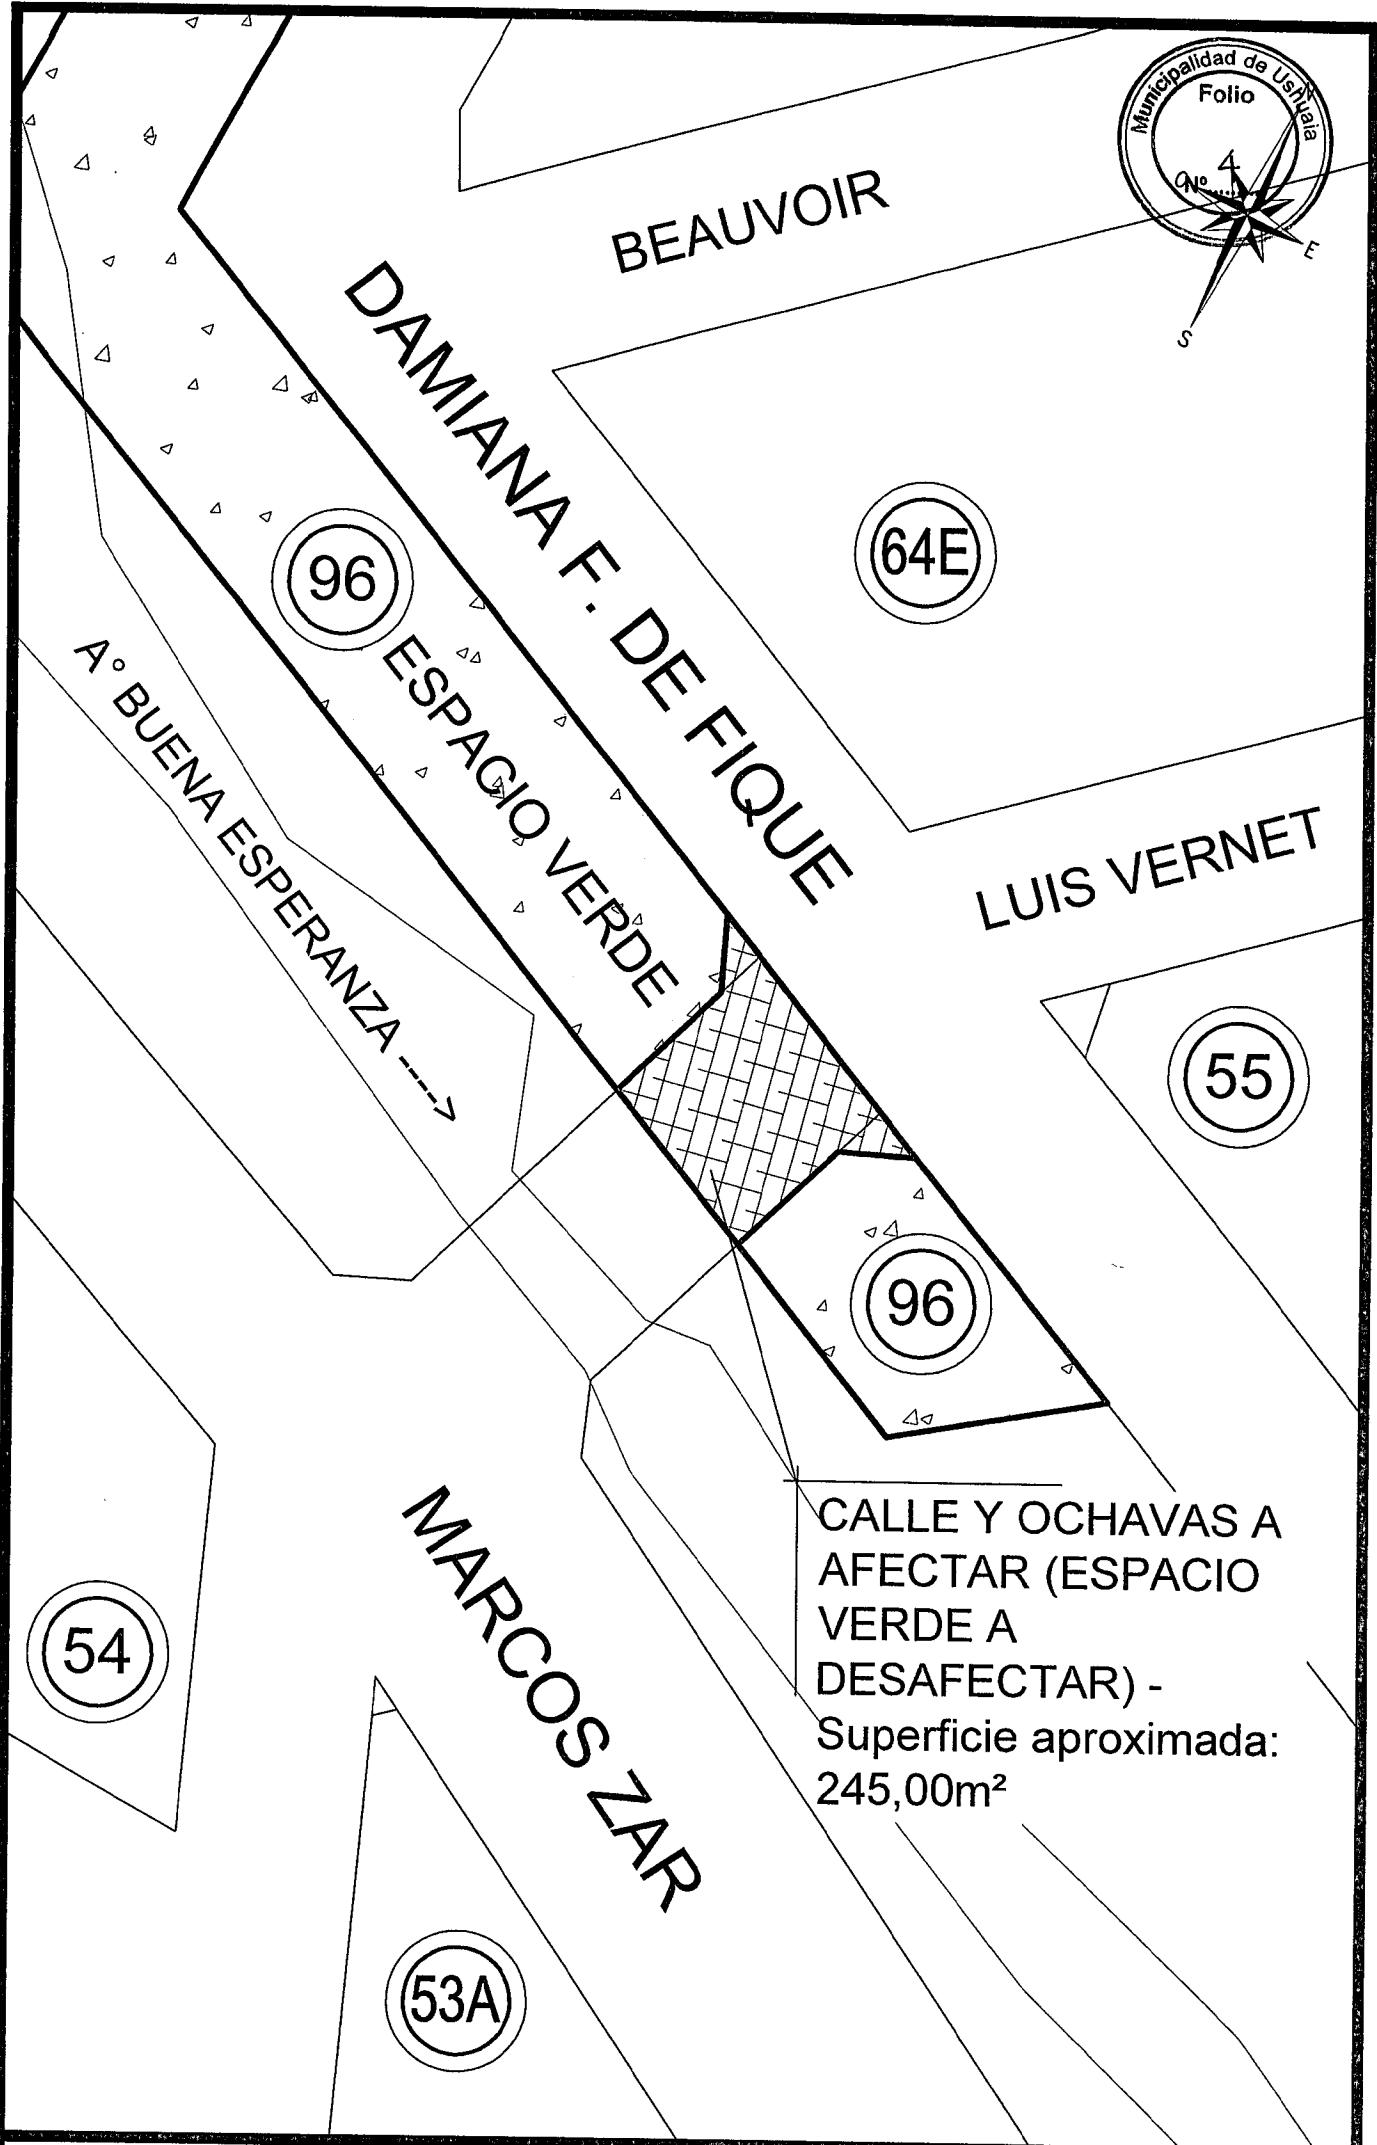 Municipalidad de Ushuaia
Folio
Nº 4
N
O
E
S
BEAUVOIR
DAMIANA F. DE FIQUE
64E
96
ESPACIO VERDE
A° BUENA ESPERANZA ---->
LUIS VERNET
55
96
CALLE Y OCHAVAS A
AFECTAR (ESPACIO
VERDE A
DESAFECTAR) -
Superficie aproximada:
245,00m²
MARCOS ZAR
54
53A